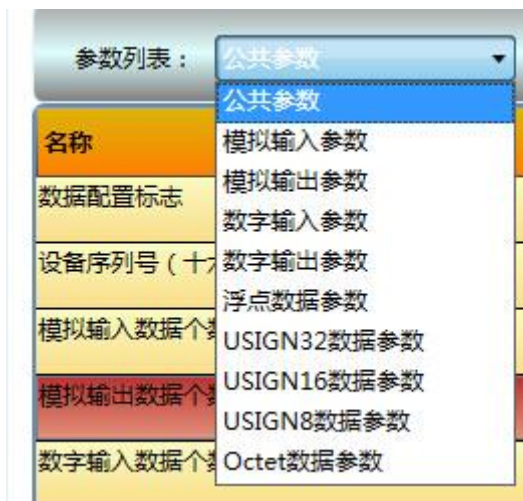 参数列表： 公共参数
公共参数
名称
模拟输入参数
模拟输出参数
数据配置标志
数字输入参数
设备序列号（十
数字输出参数
浮点数据参数
模拟输入数据个
USIGN32数据参数
USIGN16数据参数
模拟输出数据个
USIGN8数据参数
数字输入数据个
Octet数据参数